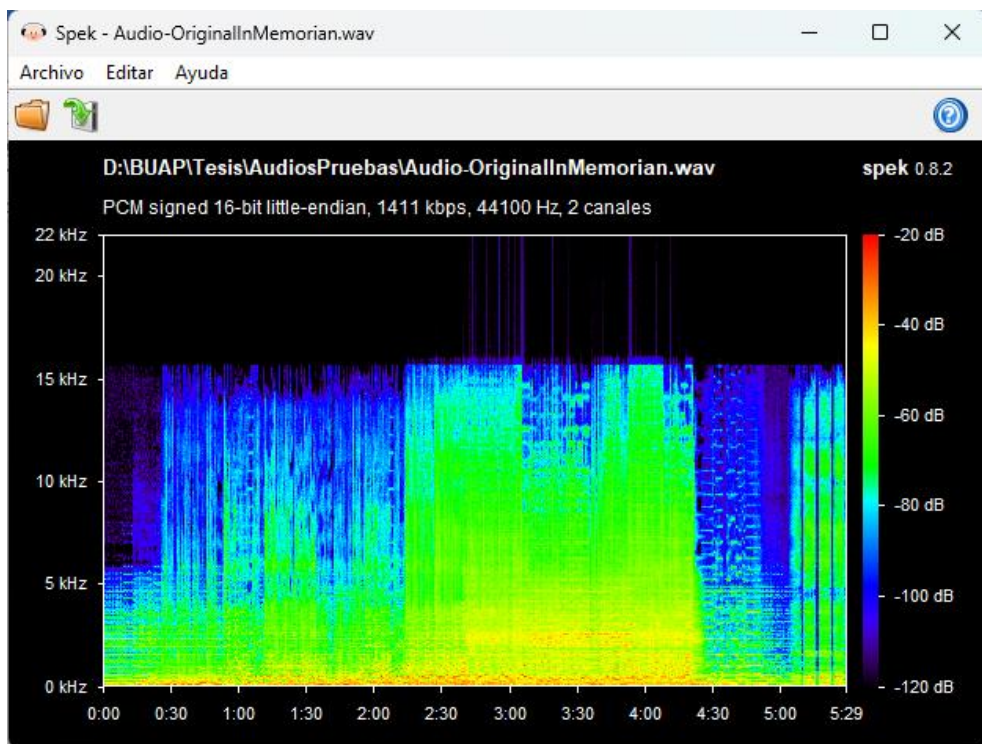 Spek - Audio-OriginalInMemorian.wav
Archivo Editar Ayuda
D:\BUAP\Tesis\AudiosPruebas\Audio-OriginalInMemorian.wav
spek 0.8.2
PCM signed 16-bit little-endian, 1411 kbps, 44100 Hz, 2 canales
22 kHz
20 kHz
15 kHz
10 kHz
5 kHz
0 kHz
0:00 0:30 1:00 1:30 2:00 2:30 3:00 3:30 4:00 4:30 5:00 5:29
-20 dB
-40 dB
-60 dB
-80 dB
-100 dB
-120 dB